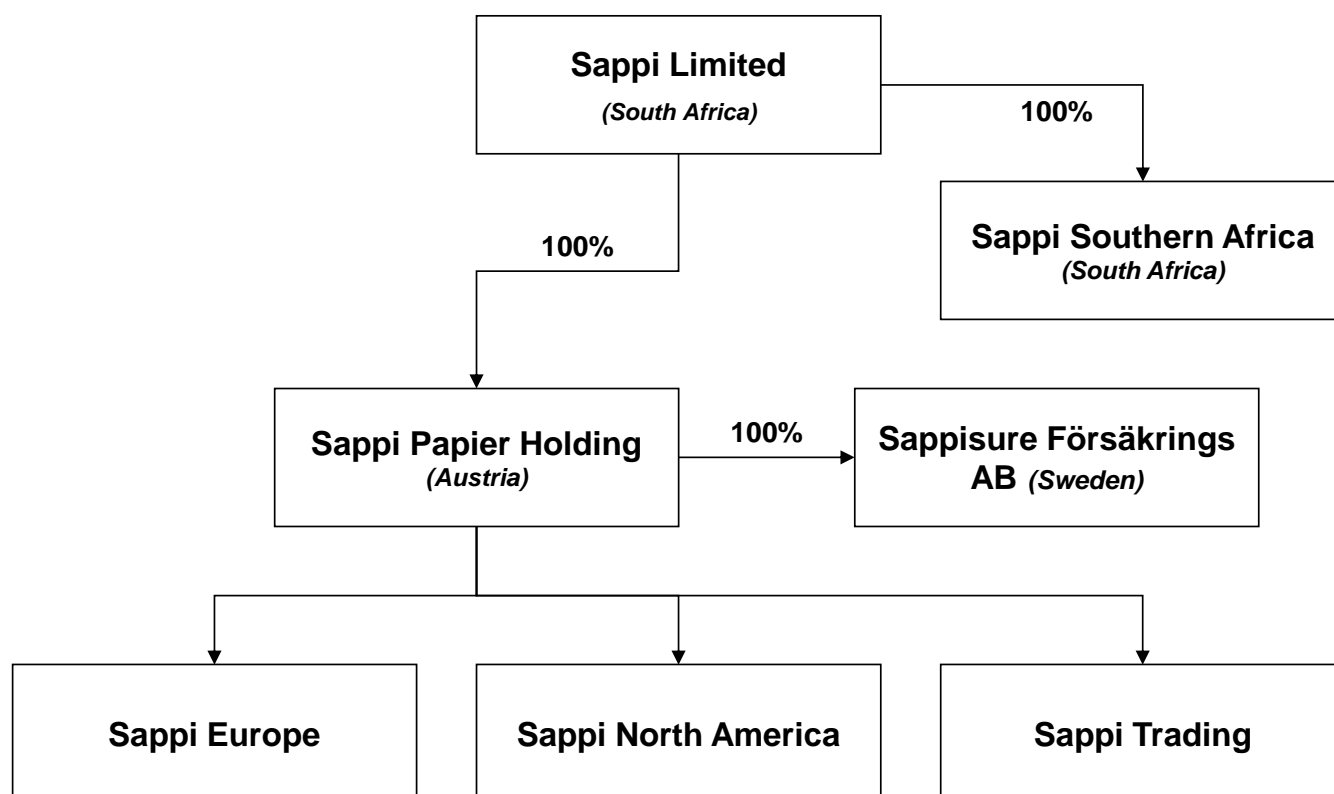 Sappi Limited
(South Africa)
100%
Sappi Southern Africa
(South Africa)
100%
Sappi Papier Holding
(Austria)
100%
Sappisure Försäkrings
AB (Sweden)
Sappi Europe
Sappi North America
Sappi Trading